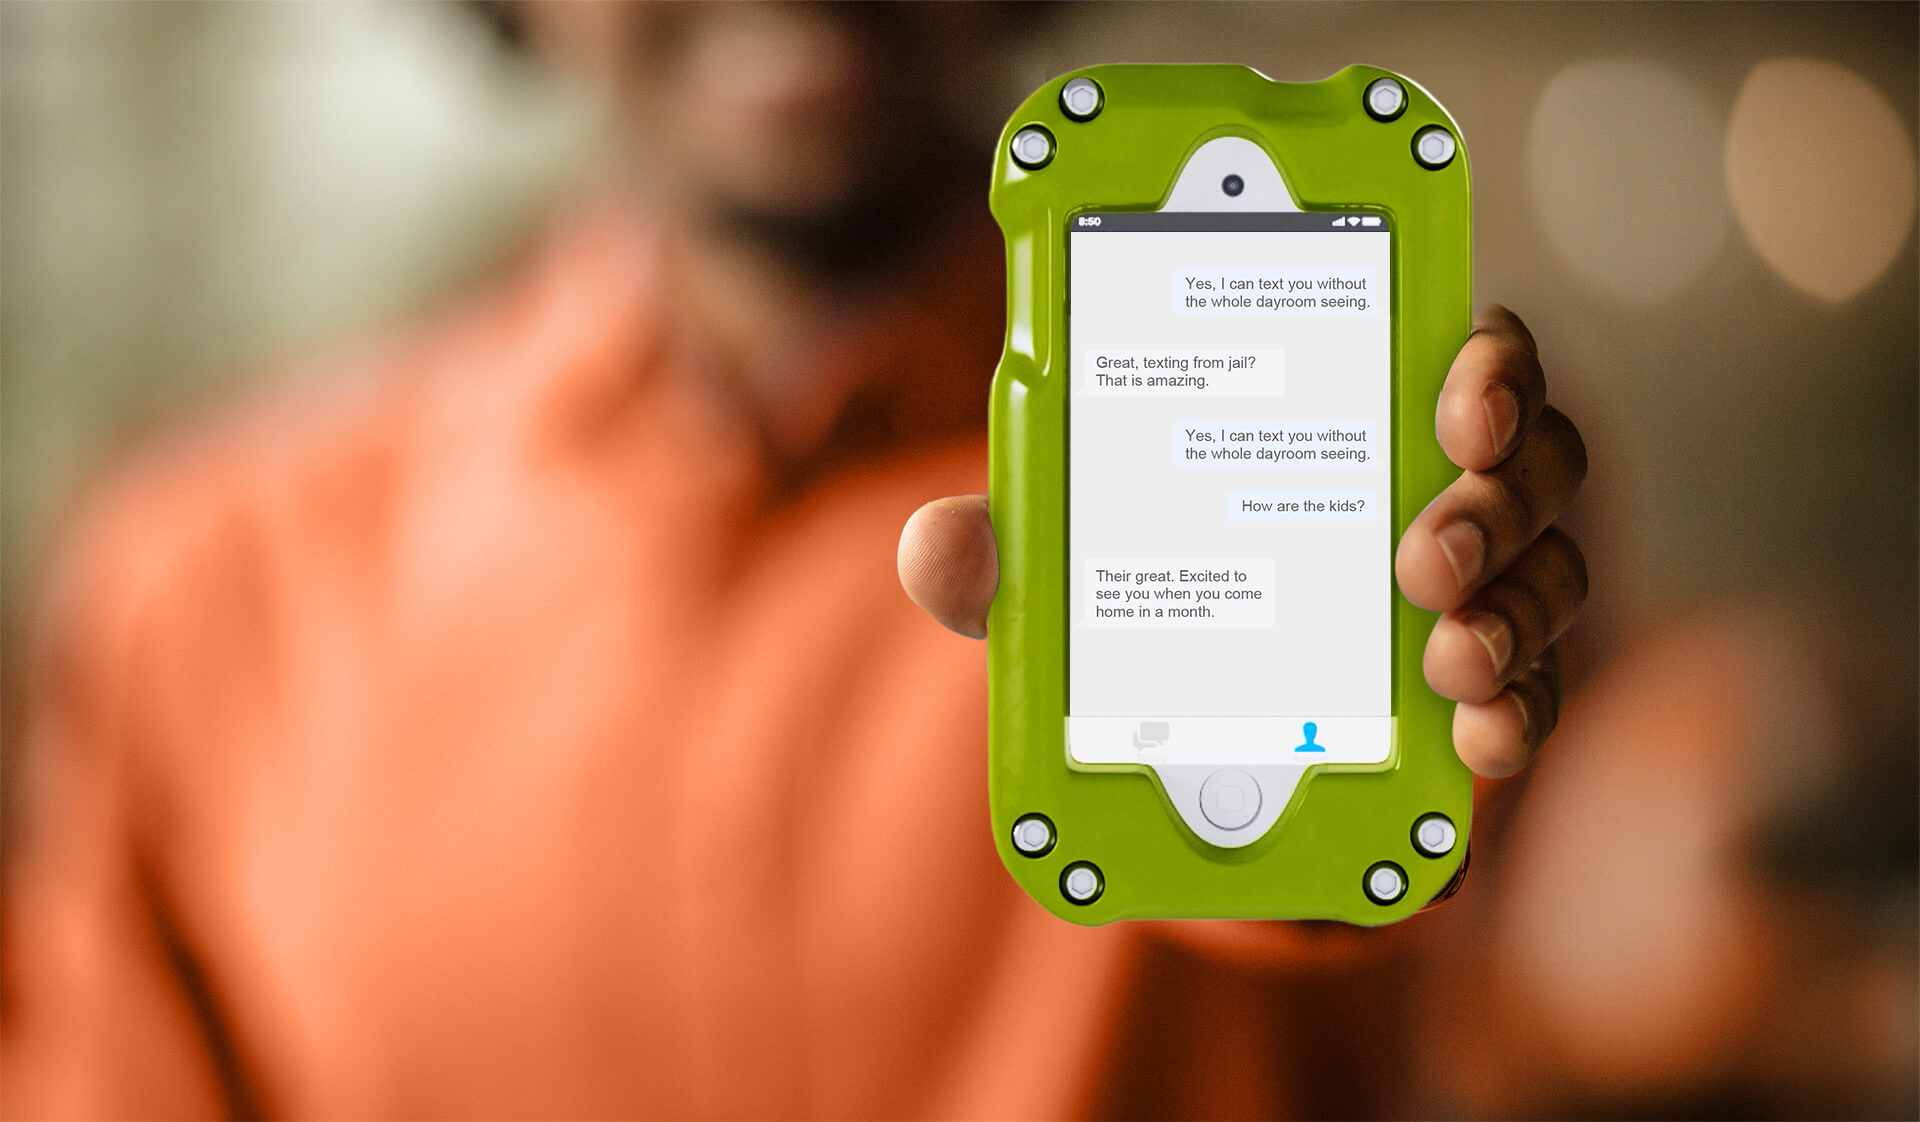 8:50
Yes, I can text you without
the whole dayroom seeing.
Great, texting from jail?
That is amazing.
Yes, I can text you without
the whole dayroom seeing.
How are the kids?
Their great. Excited to
see you when you come
home in a month.
Texting
Account